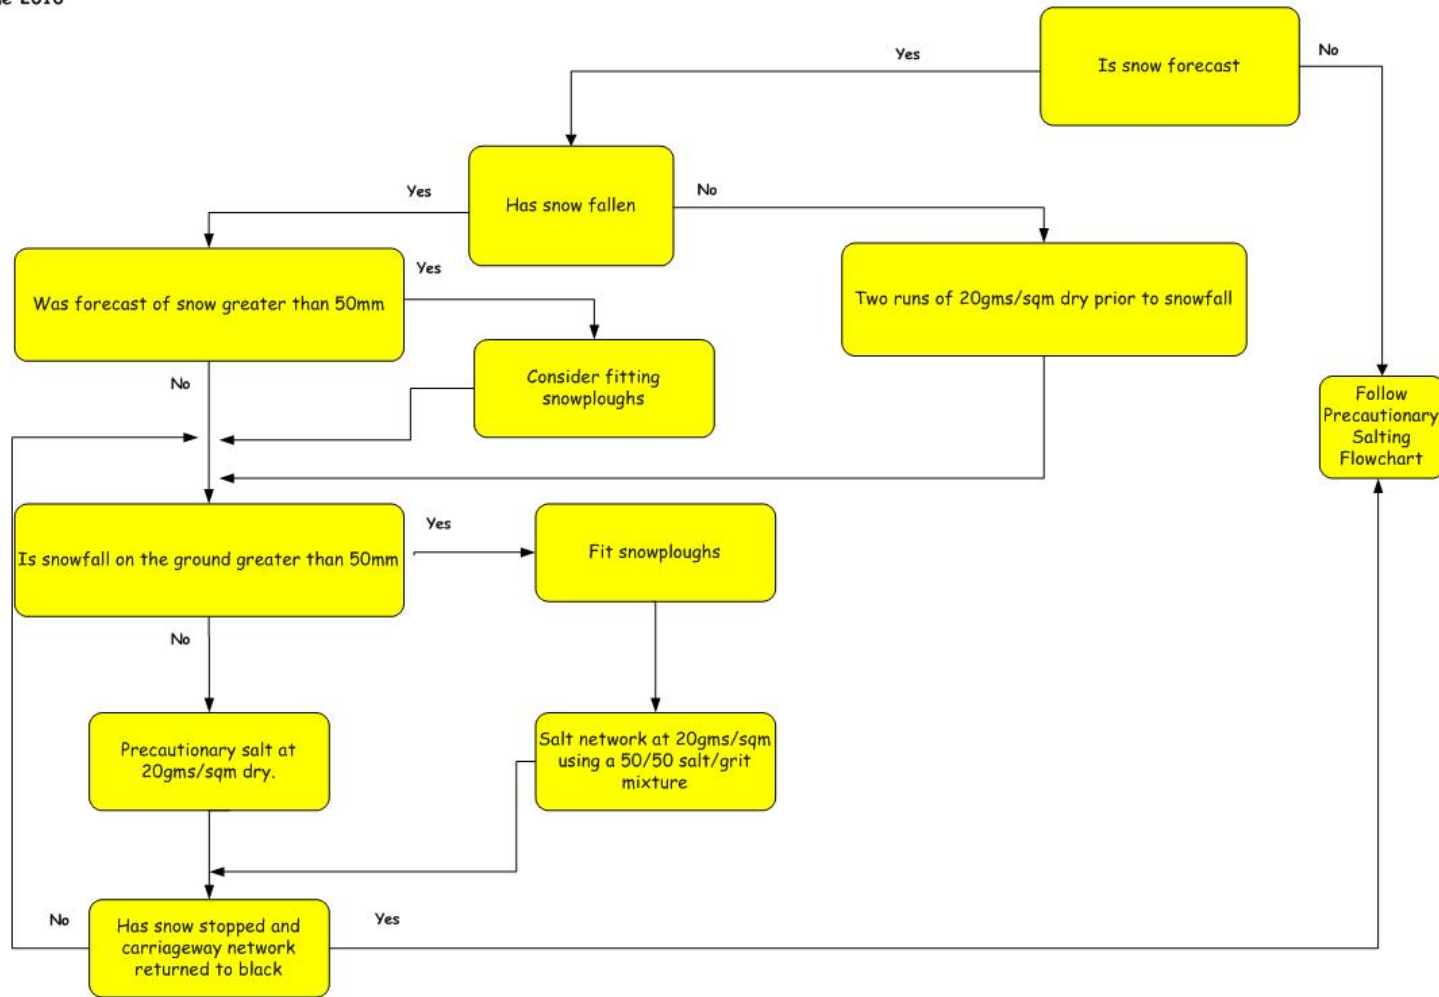 2010
Is snow forecast
Yes
No
Has snow fallen
Yes
No
Was forecast of snow greater than 50mm
Yes
Two runs of 20gms/sqm dry prior to snowfall
No
Consider fitting
snowploughs
Follow
Precautionary
Salting
Flowchart
Is snowfall on the ground greater than 50mm
Yes
Fit snowploughs
No
Precautionary salt at
20gms/sqm dry.
Salt network at 20gms/sqm
using a 50/50 salt/grit
mixture
Has snow stopped and
carriageway network
returned to black
No
Yes